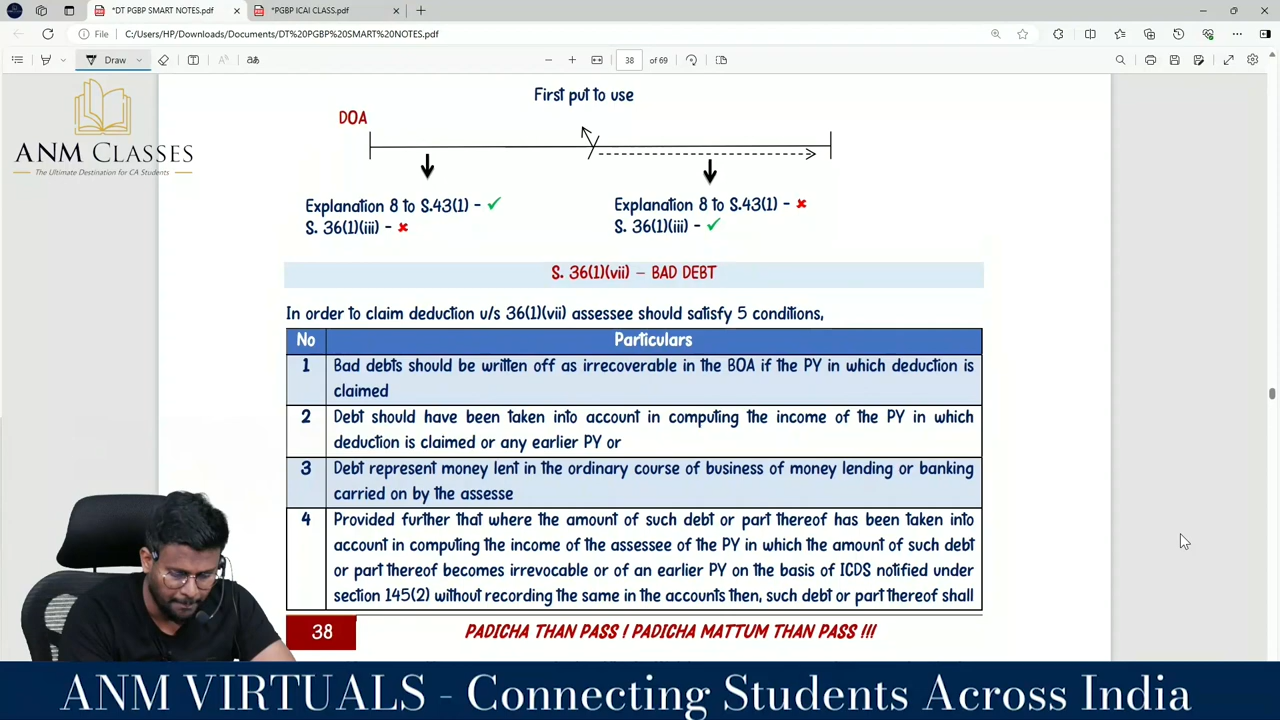 *DT PGBP SMART NOTES.pdf
*PGBP ICAI CLASS.pdf
File C:/Users/HP/Downloads/Documents/DT%20PGBP%20SMART%20NOTES.pdf
Draw 38 of 69
ANM CLASSES
The Ultimate Destination for CA Students
First put to use
DOA
Explanation 8 to S.43(1) - ✓
S. 36(1)(iii) - ✖
Explanation 8 to S.43(1) - ✖
S. 36(1)(iii) - ✓
S. 36(1)(vii) – BAD DEBT
In order to claim deduction u/s 36(1)(vii) assessee should satisfy 5 conditions,
No Particulars
1 Bad debts should be written off as irrecoverable in the BOA if the PY in which deduction is
claimed
2 Debt should have been taken into account in computing the income of the PY in which
deduction is claimed or any earlier PY or
3 Debt represent money lent in the ordinary course of business of money lending or banking
carried on by the assesse
4 Provided further that where the amount of such debt or part thereof has been taken into
account in computing the income of the assessee of the PY in which the amount of such debt
or part thereof becomes irrevocable or of an earlier PY on the basis of ICDS notified under
section 145(2) without recording the same in the accounts then, such debt or part thereof shall
38 PADICHA THAN PASS ! PADICHA MATTUM THAN PASS !!!
ANM VIRTUALS - Connecting Students Across India